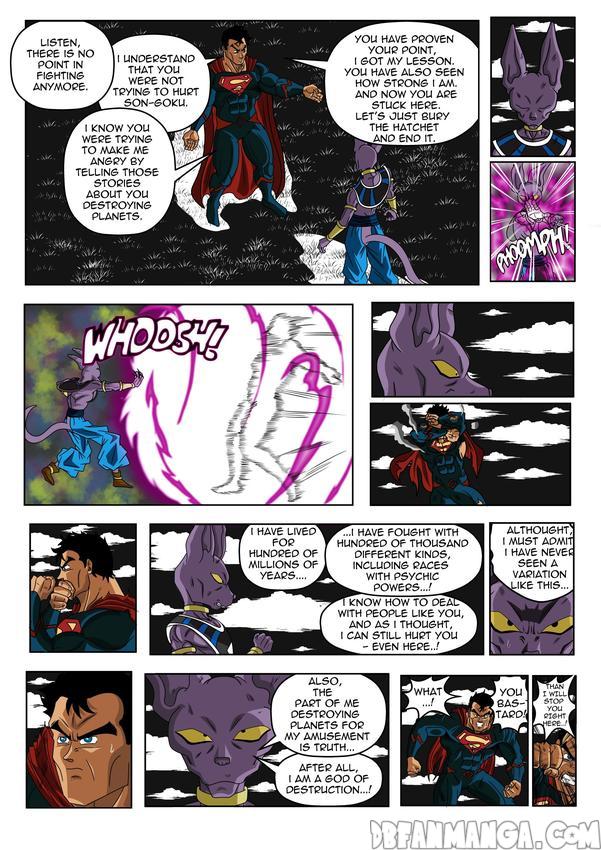 LISTEN,
THERE IS NO
POINT IN
FIGHTING
ANYMORE.
I UNDERSTAND
THAT YOU
WERE NOT
TRYING TO HURT
SON-GOKU.
I KNOW YOU
WERE TRYING
TO MAKE ME
ANGRY BY
TELLING THOSE
STORIES
ABOUT YOU
DESTROYING
PLANETS.
YOU HAVE PROVEN
YOUR POINT,
I GOT MY LESSON.
YOU HAVE ALSO SEEN
HOW STRONG I AM.
AND NOW YOU ARE
STUCK HERE.
LET'S JUST BURY
THE HATCHET
AND END IT.
PHOOMPH!
WHOOSH!
I HAVE LIVED
FOR
HUNDRED OF
MILLIONS OF
YEARS....
...I HAVE FOUGHT WITH
HUNDRED OF THOUSAND
DIFFERENT KINDS,
INCLUDING RACES
WITH PSYCHIC
POWERS...!
I KNOW HOW TO DEAL
WITH PEOPLE LIKE YOU,
AND AS I THOUGHT,
I CAN STILL HURT YOU
- EVEN HERE..!
ALTHOUGHT,
I MUST ADMIT
I HAVE NEVER
SEEN A
VARIATION
LIKE THIS...
ALSO,
THE
PART OF ME
DESTROYING
PLANETS FOR
MY AMUSEMENT
IS TRUTH...
AFTER ALL,
I AM A GOD OF
DESTRUCTION...!
WHAT
...!
YOU
BAS-
TARD!
THAN
I WILL
STOP
YOU
RIGHT
HERE..!
DBFANMANGA.COM
DBFANMANGA.COM